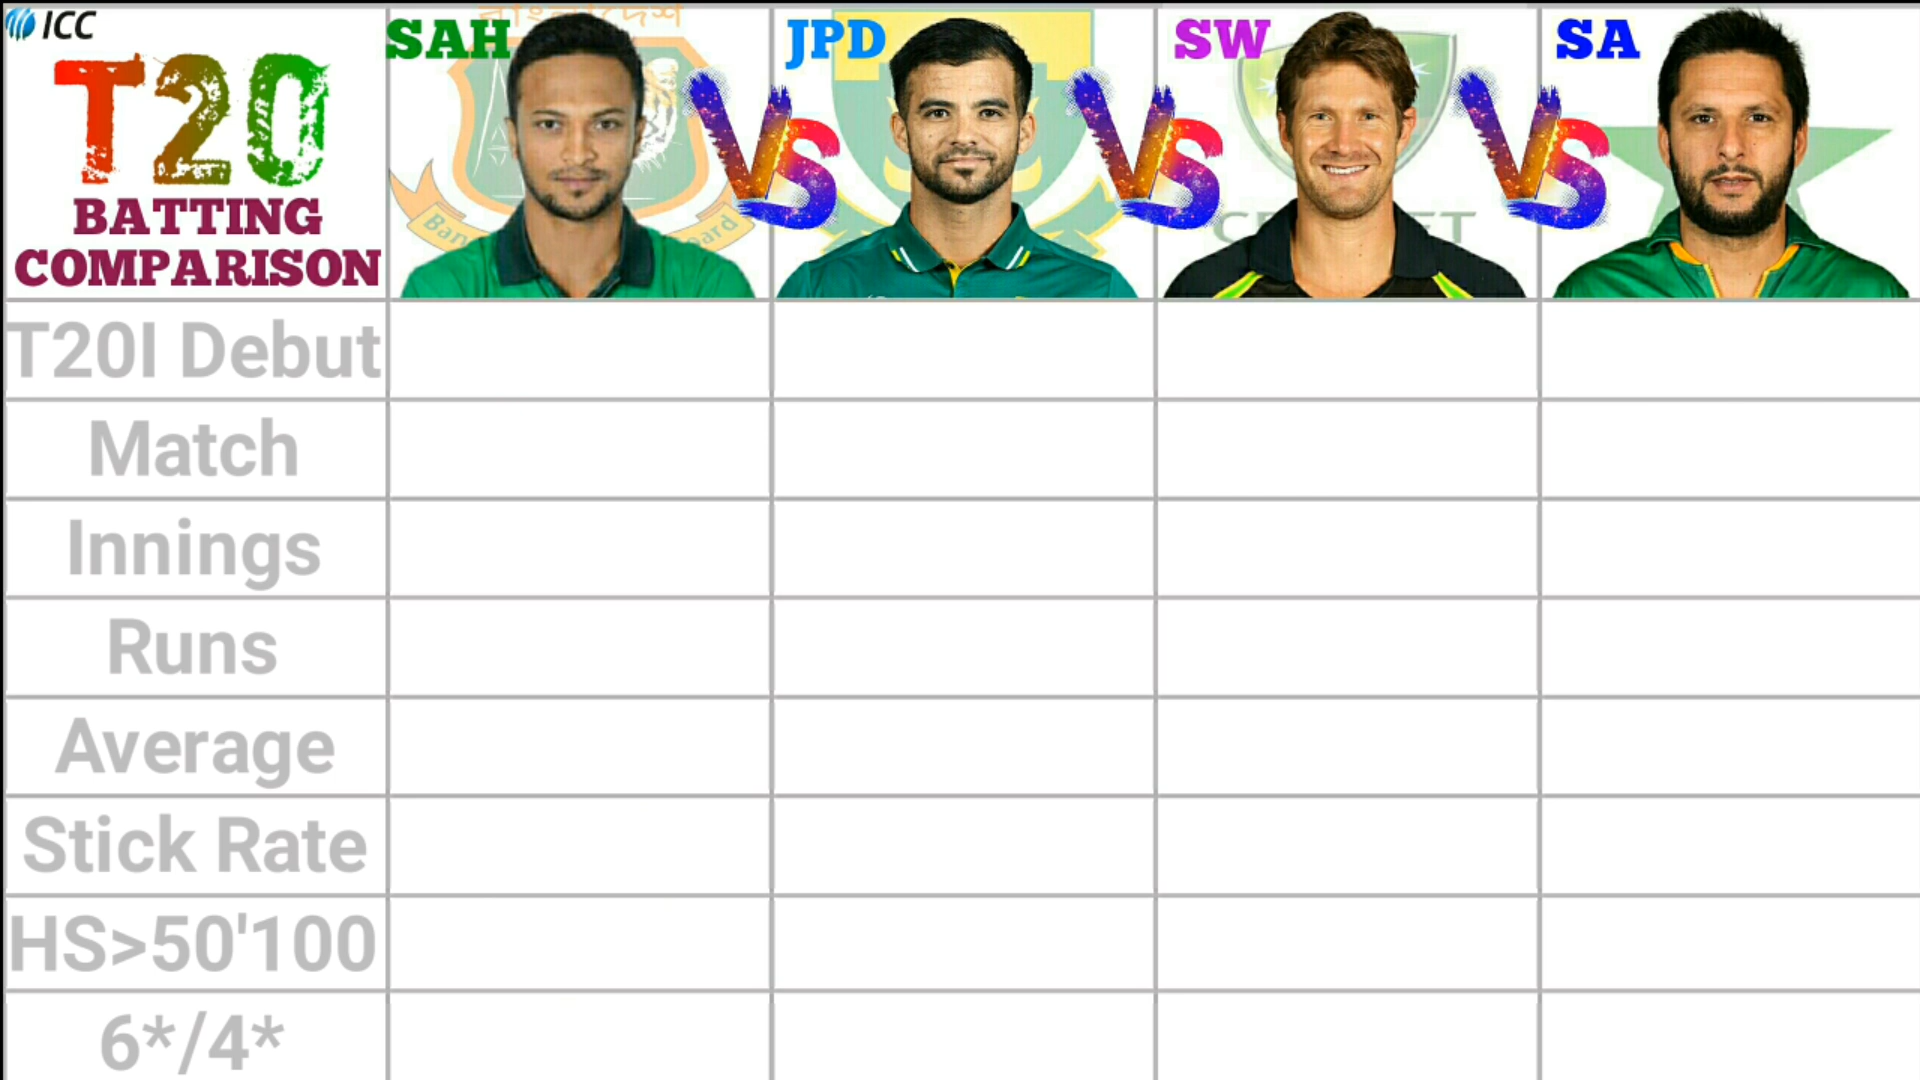 ICC
T20
BATTING
COMPARISON
SAH
VS
JPD
VS
SW
VS
SA
T20I Debut
Match
Innings
Runs
Average
Stick Rate
HS>50'100
6*/4*